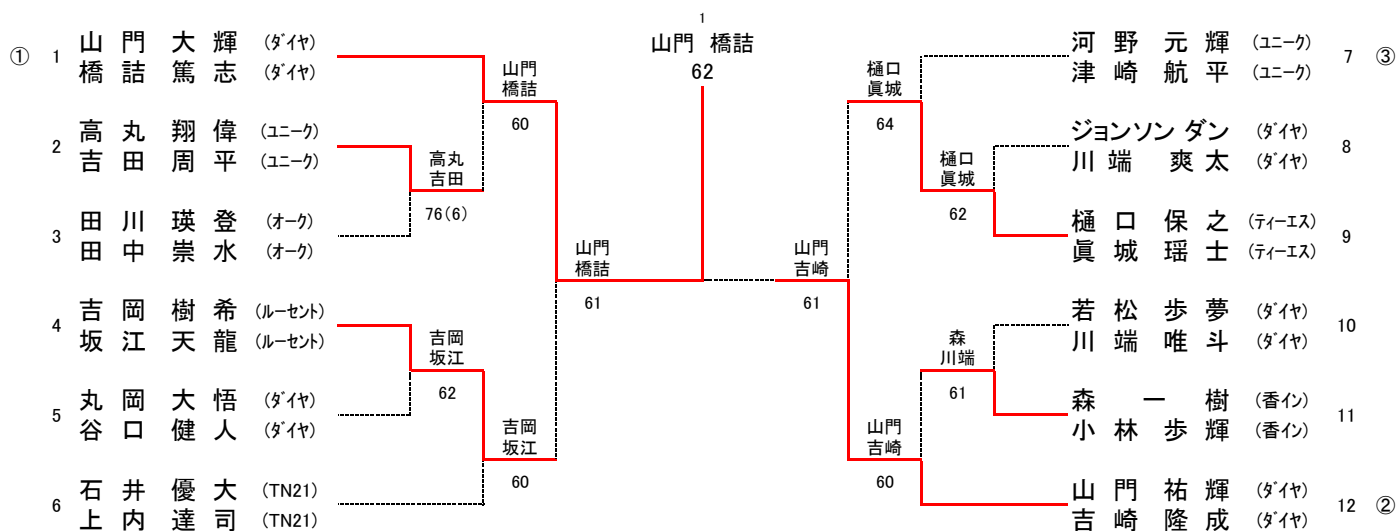 1
山門 橋詰
62
① 1 山門大輝 (ダイヤ)
橋詰篤志 (ダイヤ)
2 高丸翔偉 (ユニーク)
吉田周平 (ユニーク)
3 田川瑛登 (オーク)
田中崇水 (オーク)
4 吉岡樹希 (ルーセント)
坂江天龍 (ルーセント)
5 丸岡大悟 (ダイヤ)
谷口健人 (ダイヤ)
6 石井優大 (TN21)
上内達司 (TN21)
高丸
吉田
76(6)
吉岡
坂江
62
山門
橋詰
60
吉岡
坂江
60
山門
橋詰
61
山門
吉崎
61
樋口
眞城
64
山門
吉崎
60
樋口
眞城
62
森
川端
61
河野元輝 (ユニーク) 7 ③
津崎航平 (ユニーク)
ジョンソン ダン (ダイヤ) 8
川端 爽太 (ダイヤ)
樋口保之 (ティーエス) 9
眞城瑶士 (ティーエス)
若松歩夢 (ダイヤ) 10
川端唯斗 (ダイヤ)
森一樹 (香イン) 11
小林歩輝 (香イン)
山門祐輝 (ダイヤ) 12 ②
吉崎隆成 (ダイヤ)